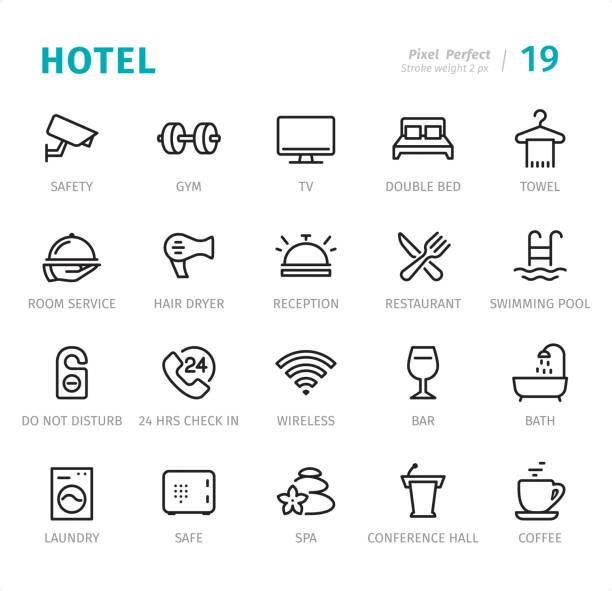 HOTEL
Pixel Perfect
Stroke weight 2 px
19
SAFETY
GYM
TV
DOUBLE BED
TOWEL
ROOM SERVICE
HAIR DRYER
RECEPTION
RESTAURANT
SWIMMING POOL
24
DO NOT DISTURB
24 HRS CHECK IN
WIRELESS
BAR
BATH
LAUNDRY
SAFE
SPA
CONFERENCE HALL
COFFEE